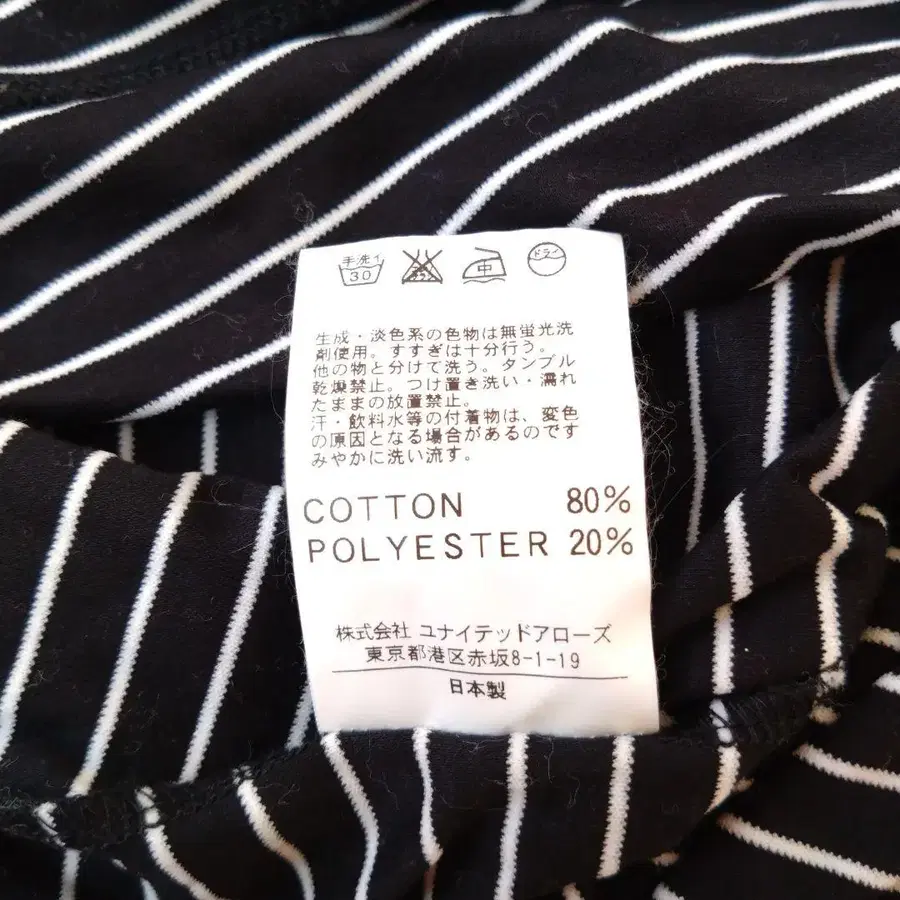 手洗イ
30
中
ドライ
生成・淡色系の色物は無蛍光洗
剤使用。すすぎは十分行う。
他の物と分けて洗う。タンブル
乾燥禁止。つけ置き洗い・濡れ
たままの放置禁止。
汗・飲料水等の付着物は、変色
の原因となる場合があるのです
みやかに洗い流す。
COTTON 80%
POLYESTER 20%
株式会社 ユナイテッドアローズ
東京都港区赤坂8-1-19
日本製